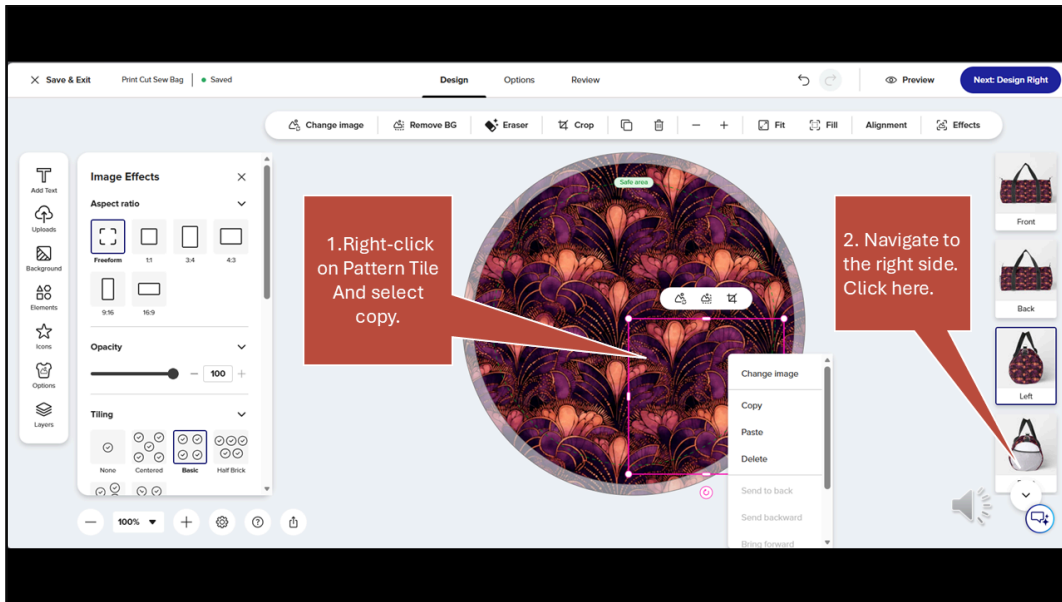 Save & Exit
Print Cut Sew Bag
Saved
Design
Options
Review
Preview
Next: Design Right
Change image
Remove BG
Eraser
Crop
Fit
Fill
Alignment
Effects
Add Text
Uploads
Background
Elements
Icons
Options
Layers
Image Effects
Aspect ratio
Freeform
1:1
3:4
4:3
9:16
16:9
Opacity
100
Tiling
None
Centered
Basic
Half Brick
100%
Safe area
1.Right-click
on Pattern Tile
And select
copy.
Change image
Copy
Paste
Delete
Send to back
Send backward
Bring forward
2. Navigate to
the right side.
Click here.
Front
Back
Left